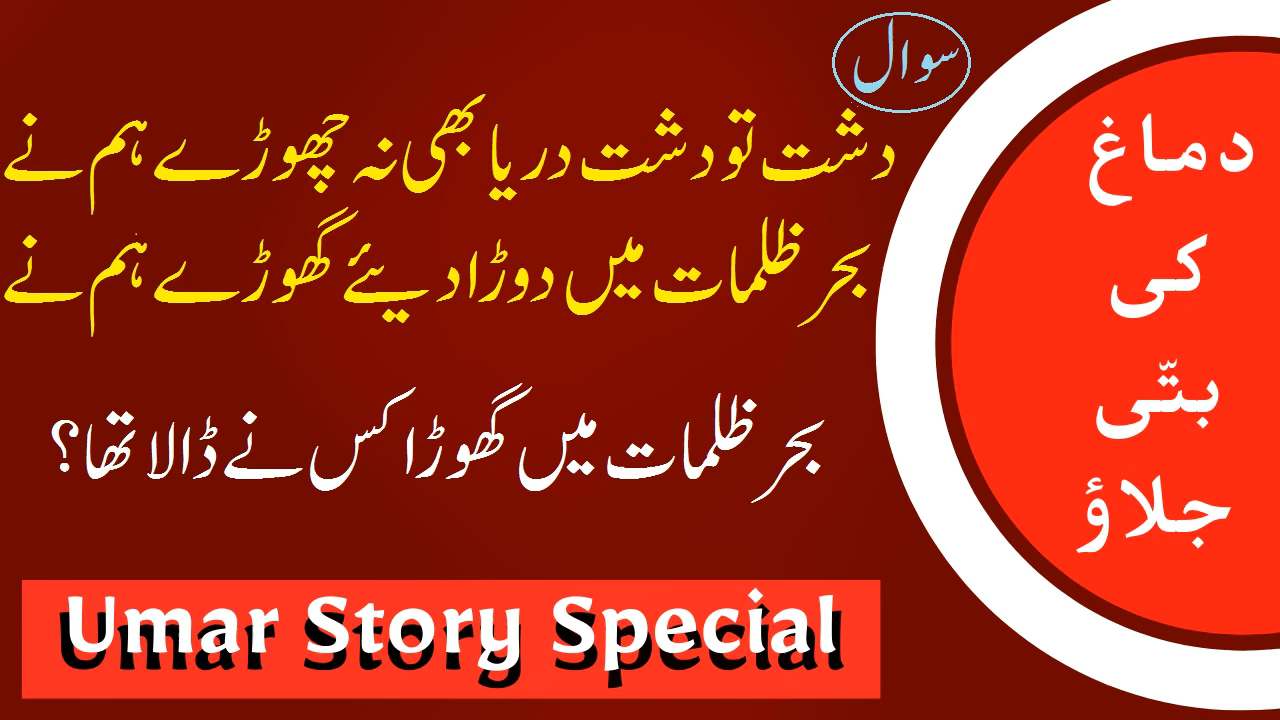 سوال
دشت تو دشت دریا بھی نہ چھوڑے ہم نے
بحر ظلمات میں دوڑا دیئے گھوڑے ہم نے
بحر ظلمات میں گھوڑا کس نے ڈالا تھا؟
دماغ
کی
بتّی
جلاؤ
Umar Story Special